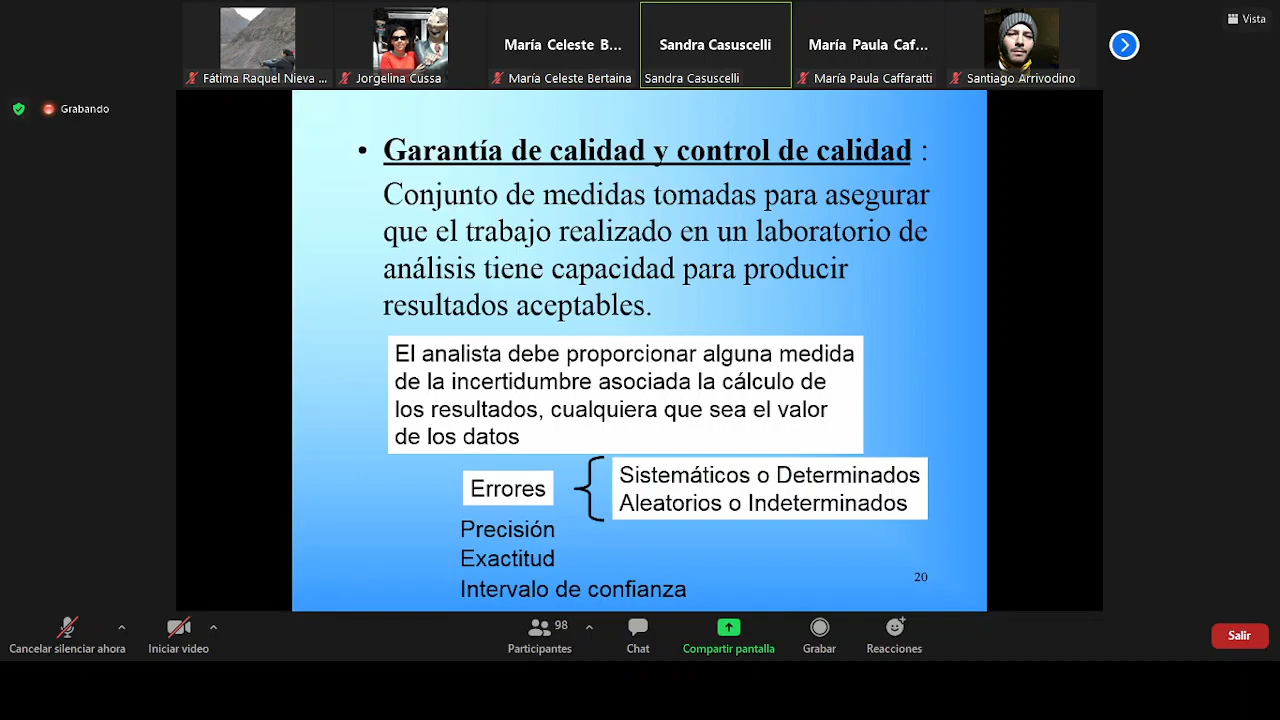 María Celeste B...
Sandra Casuscelli
María Paula Caf...
Vista
Fátima Raquel Nieva ...
Jorgelina Cussa
María Celeste Bertaina
Sandra Casuscelli
María Paula Caffaratti
Santiago Arrivodino
Grabando
• Garantía de calidad y control de calidad :
Conjunto de medidas tomadas para asegurar
que el trabajo realizado en un laboratorio de
análisis tiene capacidad para producir
resultados aceptables.
El analista debe proporcionar alguna medida
de la incertidumbre asociada la cálculo de
los resultados, cualquiera que sea el valor
de los datos
Errores
Sistemáticos o Determinados
Aleatorios o Indeterminados
Precisión
Exactitud
Intervalo de confianza
20
Cancelar silenciar ahora
Iniciar video
98
Participantes
Chat
Compartir pantalla
Grabar
Reacciones
Salir